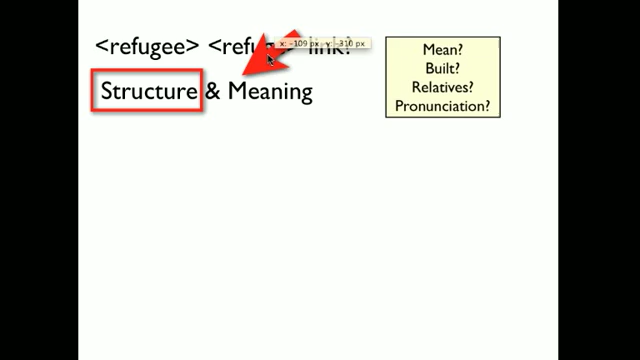 <refugee> <refu link?
x: -109 px y: -310 px
Structure & Meaning
Mean?
Built?
Relatives?
Pronunciation?